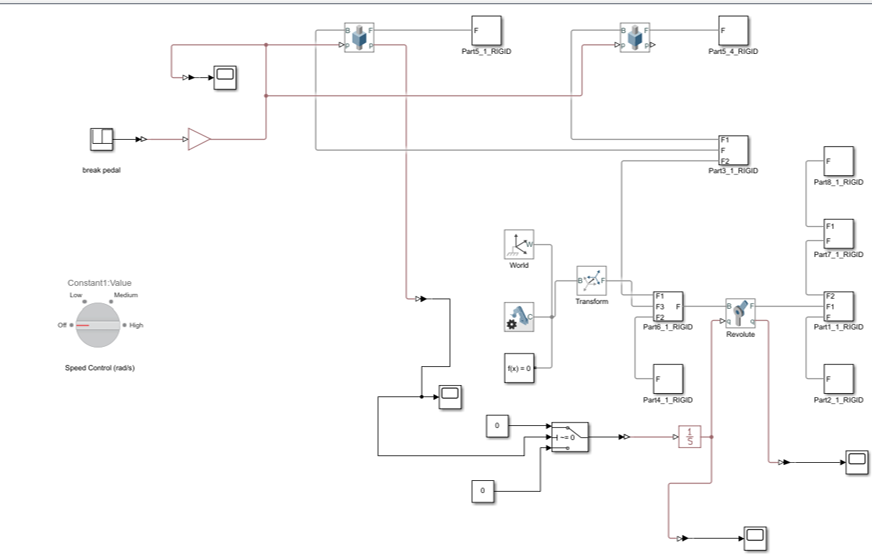 B F
p p
F
Part5_1_RIGID
B F
p p
F
Part5_4_RIGID
break pedal
F1
F
F2
Part3_1_RIGID
F
Part8_1_RIGID
F1
F
Part7_1_RIGID
W
World
B F
Transform
C
f(x) = 0
F1
F3 F
F2
Part6_1_RIGID
B F
q q
Revolute
F2
F1
F
Part1_1_RIGID
F
Part4_1_RIGID
F
Part2_1_RIGID
Constant1:Value
Low Medium
Off High
Speed Control (rad/s)
0
~= 0
0
1
S